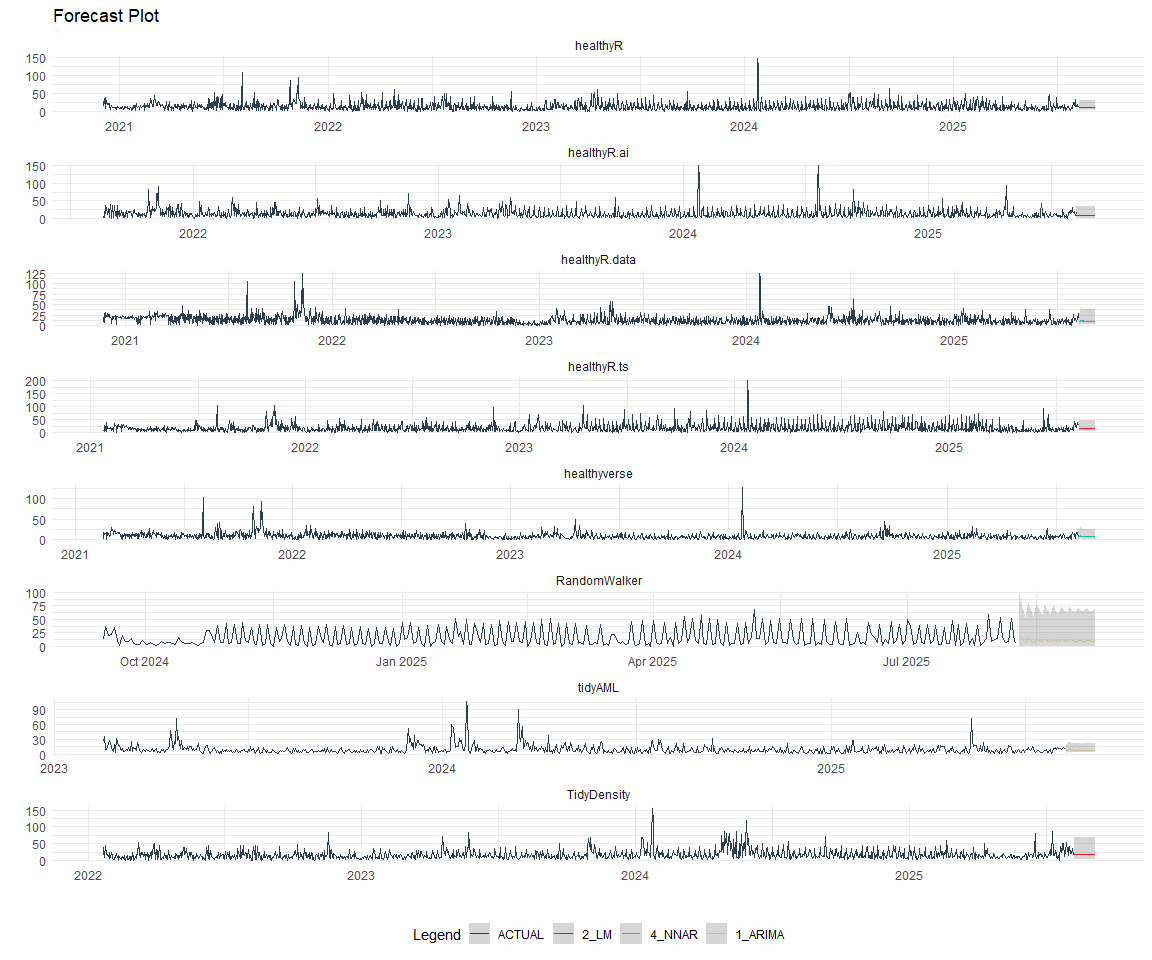 Forecast Plot
healthyR
150
100
50
0
2021 2022 2023 2024 2025
healthyR.ai
150
100
50
0
2022 2023 2024 2025
healthyR.data
125
100
75
50
25
0
2021 2022 2023 2024 2025
healthyR.ts
200
150
100
50
0
2021 2022 2023 2024 2025
healthyverse
100
50
0
2021 2022 2023 2024 2025
RandomWalker
100
75
50
25
0
Oct 2024 Jan 2025 Apr 2025 Jul 2025
tidyAML
90
60
30
0
2023 2024 2025
TidyDensity
150
100
50
0
2022 2023 2024 2025
Legend ACTUAL 2_LM 4_NNAR 1_ARIMA